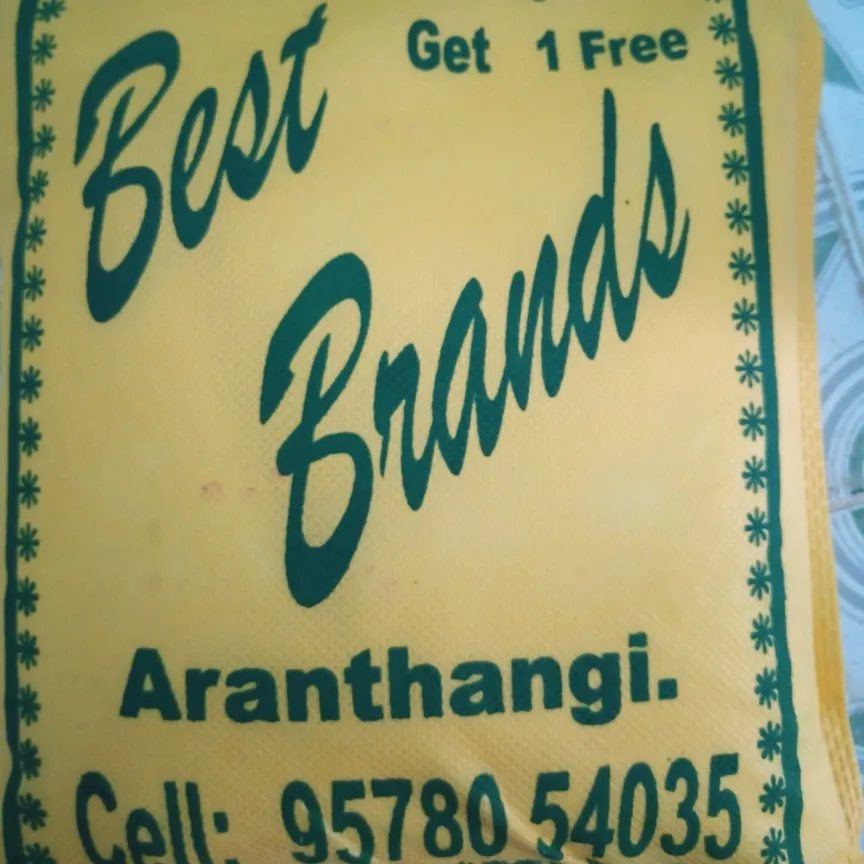 Get 1 Free
Best
Brands
Aranthangi.
Cell: 95780 54035